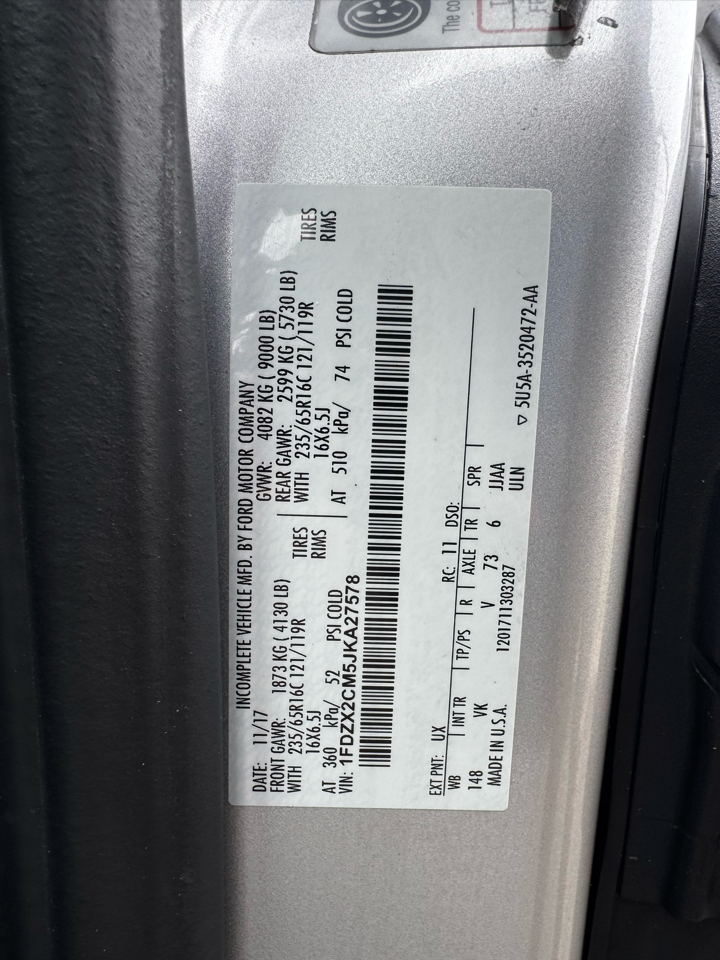 The co
INCOMPLETE VEHICLE MFD. BY FORD MOTOR COMPANY
DATE: 11/17 GVWR: 4082 KG ( 9000 LB)
FRONT GAWR: 1873 KG ( 4130 LB) REAR GAWR: 2599 KG ( 5730 LB)
WITH 235/65R16C 121/119R TIRES WITH 235/65R16C 121/119R TIRES
16X6.5J RIMS 16X6.5J RIMS
AT 360 kPa/ 52 PSI COLD AT 510 kPa/ 74 PSI COLD
VIN: 1FDZX2CM5JKA27578
EXT PNT: UX RC: 11 DSO:
WB INT TR TP/PS R AXLE TR SPR
148 VK V 73 6 JJAA
MADE IN U.S.A. 1201711303287 ULN
▽ 5U5A-3520472-AA